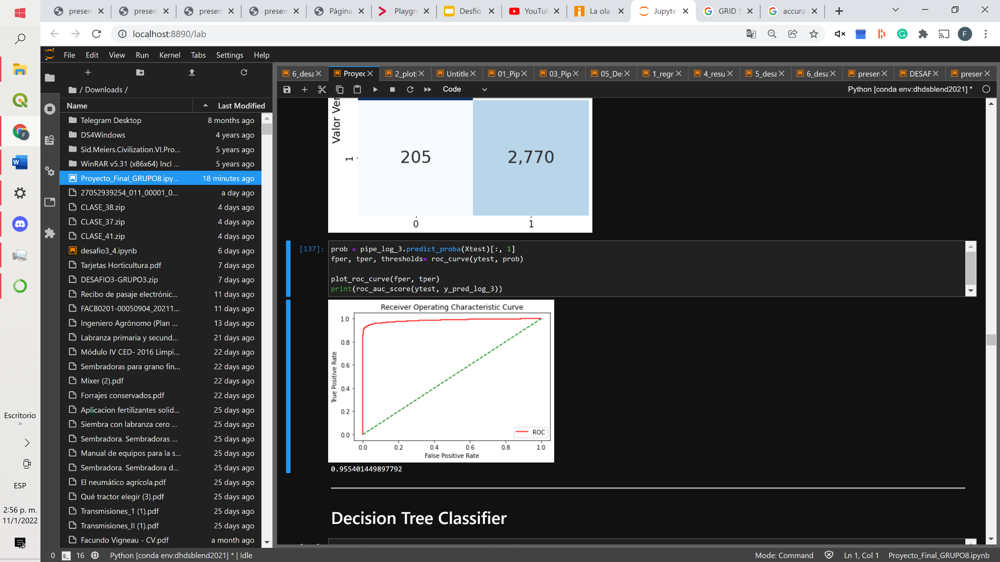 presen
presen
presen
presen
Página
Playgr
Desfio
YouTu
La ola
Jupyte
GRID S
accura
localhost:8890/lab
F
File Edit View Run Kernel Tabs Settings Help
/ Downloads /
Name Last Modified
Telegram Desktop 8 months ago
DS4Windows 4 years ago
Sid.Meiers.Civilization.VI.Pro... 5 years ago
WinRAR v5.31 (x86x64) Incl ... 5 years ago
Proyecto_Final_GRUPO8.ipy... 18 minutes ago
27052939254_011_00001_0... a day ago
CLASE_38.zip 4 days ago
CLASE_37.zip 4 days ago
CLASE_41.zip 4 days ago
desafio3_4.ipynb 6 days ago
Tarjetas Horticultura.pdf 7 days ago
DESAFIO3-GRUPO3.zip 7 days ago
Recibo de pasaje electrónic... 11 days ago
FACB0201-00050904_20211... 11 days ago
Ingeniero Agrónomo (Plan ... 13 days ago
Labranza primaria y secund... 21 days ago
Módulo IV CED- 2016 Limpi... 22 days ago
Sembradoras para grano fin... 22 days ago
Mixer (2).pdf 22 days ago
Forrajes conservados.pdf 22 days ago
Aplicacion fertilizantes solid... 25 days ago
Siembra con labranza cero ... 25 days ago
Sembradora. Sembradoras ... 25 days ago
Manual de equipos para la s... 25 days ago
Sembradora. Sembradora d... 25 days ago
El neumático agrícola.pdf 25 days ago
Qué tractor elegir (3).pdf 25 days ago
Transmisiones_1 (1).pdf 25 days ago
Transmisiones_II (1).pdf 25 days ago
Facundo Vigneau - CV.pdf a month ago
6_desa Proyec 2_plotl Untitle 01_Pip 03_Pip 05_De: 1_regr 4_resu 5_desa 6_desa presen DESAF preser
Code Python [conda env:dhdsblend2021] *
Valor Ver
1
205 2,770
0 1
[137]: prob = pipe_log_3.predict_proba(Xtest)[:, 1]
fper, tper, thresholds= roc_curve(ytest, prob)
plot_roc_curve(fper, tper)
print(roc_auc_score(ytest, y_pred_log_3))
Receiver Operating Characteristic Curve
True Positive Rate
1.0
0.8
0.6
0.4
0.2
0.0
ROC
0.0 0.2 0.4 0.6 0.8 1.0
False Positive Rate
0.955401449897792
Decision Tree Classifier
Escritorio
»
ESP
2:56 p. m.
11/1/2022
0 16 Python [conda env:dhdsblend2021] * | Idle Mode: Command Ln 1, Col 1 Proyecto_Final_GRUPO8.ipynb